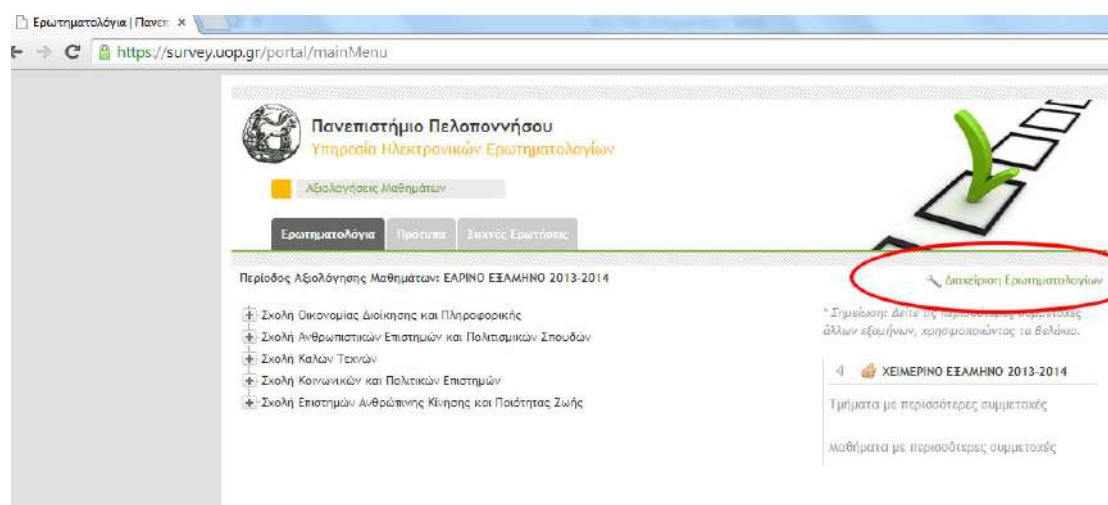 Ερωτηματολόγια | Πανεπ
https://survey.uop.gr/portal/mainMenu
Πανεπιστήμιο Πελοποννήσου
Υπηρεσία Ηλεκτρονικών Ερωτηματολογίων
Αξιολογήσεις Μαθημάτων
Ερωτηματολόγια Πρότυπα Συχνές Ερωτήσεις
Περίοδος Αξιολόγησης Μαθημάτων: ΕΑΡΙΝΟ ΕΞΑΜΗΝΟ 2013-2014
Διαχείριση Ερωτηματολογίων
Σχολή Οικονομίας Διοίκησης και Πληροφορικής
Σχολή Ανθρωπιστικών Επιστημών και Πολιτισμικών Σπουδών
Σχολή Καλών Τεχνών
Σχολή Κοινωνικών και Πολιτικών Επιστημών
Σχολή Επιστημών Ανθρώπινης Κίνησης και Ποιότητας Ζωής
* Σημείωση: Δείτε τις περισσότερες συμμετοχές
άλλων εξαμήνων, χρησιμοποιώντας τα βελάκια.
ΧΕΙΜΕΡΙΝΟ ΕΞΑΜΗΝΟ 2013-2014
Τμήματα με περισσότερες συμμετοχές
Μαθήματα με περισσότερες συμμετοχές